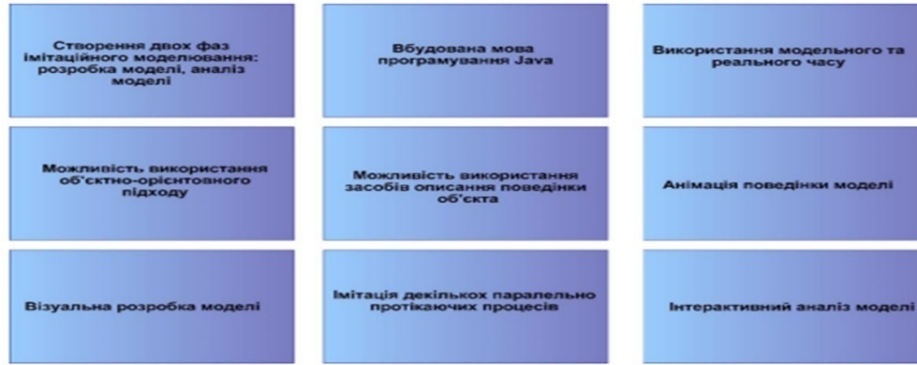 Створення двох фаз
імітаційного моделювання:
розробка моделі, аналіз
моделі
Вбудована мова
програмування Java
Використання модельного та
реального часу
Можливість використання
об'єктно-орієнтовного
підходу
Можливість використання
засобів описання поведінки
об'єкта
Анімація поведінки моделі
Візуальна розробка моделі
Імітація декількох паралельно
протікаючих процесів
Інтерактивний аналіз моделі